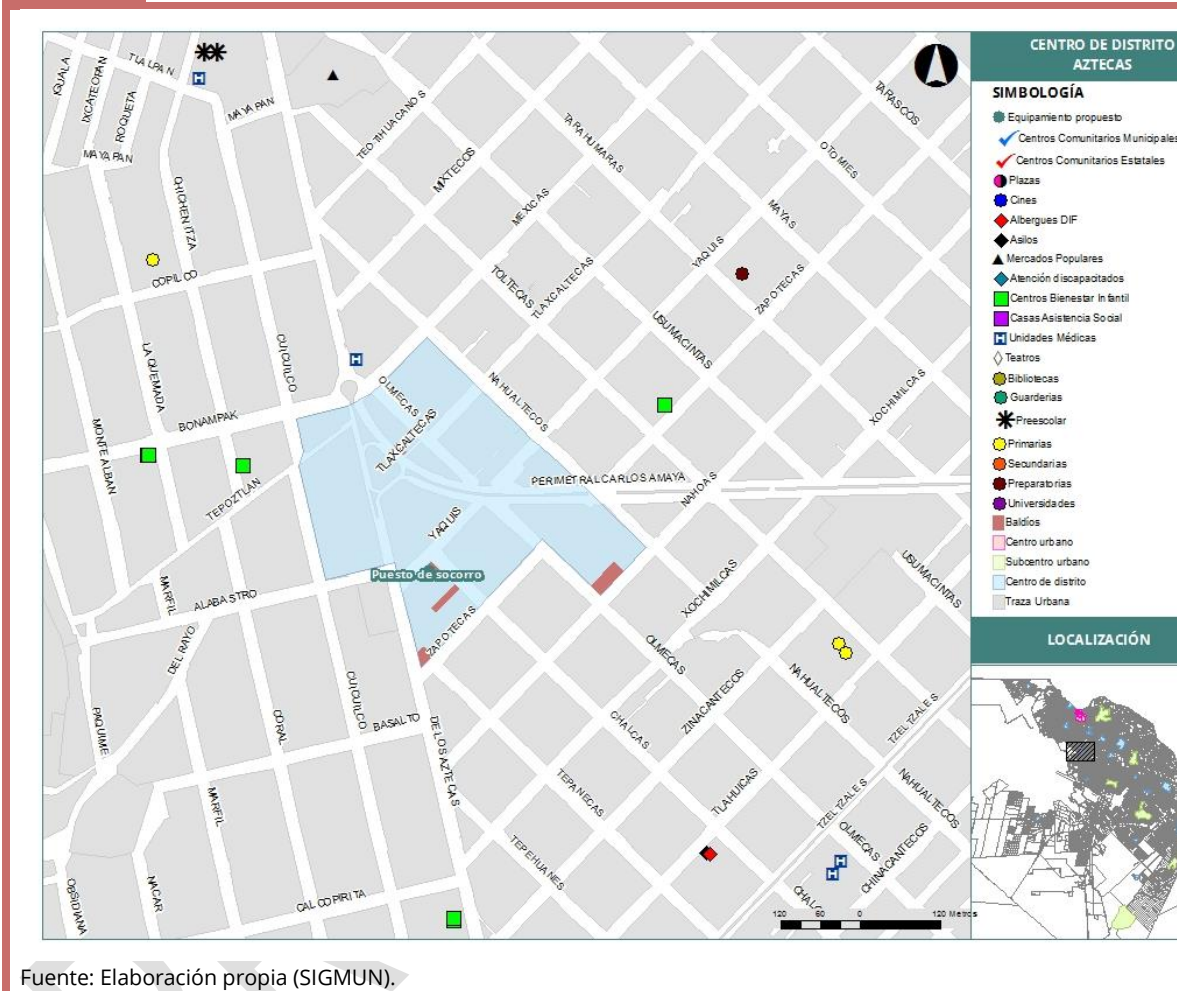 IGUALA
IXCATEOPAN
ROQUETA
TLALPAN
MAYAPAN
MAYAPAN
CHICHEN ITZA
TEOTIHUACANOS
MIXTECOS
MEXICAS
TARAHUMARAS
TARASCOS
OTOMIES
MAYAS
YAQUIS
ZAPOTECAS
COPILCO
TOLTECAS
TLAXCALTECAS
USUMACINTAS
LA QUEMADA
CUICUILCO
OLMECAS
TLAXCALTECAS
NAHUALTECOS
XOCHIMILCAS
BONAMPAK
MONTE ALBAN
TEPOZTLAN
PERIMETRAL CARLOS AMAYA
NAHOAS
YAQUIS
Puesto de socorro
USUMACINTAS
XOCHIMILCAS
MARFIL
ALABASTRO
ZAPOTECAS
DEL RAYO
OLMECAS
NAHUALTECOS
ZINACANTECOS
CUICUILCO
PAQUIME
CORAL
BASALTO
DE LOS AZTECAS
CHALCAS
TZELTZALES
TEPANECAS
TLAHUICAS
NAHUALTECOS
MARFIL
TZELTZALES
OLMECAS
CHINACANTECOS
TEPEHUANES
OBSIDIANA
NACAR
CALCOPIRITA
CHALC
120 60 0 120 Metros
CENTRO DE DISTRITO
AZTECAS
SIMBOLOGÍA
Equipamiento propuesto
Centros Comunitarios Municipales
Centros Comunitarios Estatales
Plazas
Cines
Albergues DIF
Asilos
Mercados Populares
Atención discapacitados
Centros Bienestar Infantil
Casas Asistencia Social
H Unidades Médicas
Teatros
Bibliotecas
Guarderias
Preescolar
Primarias
Secundarias
Preparatorias
Universidades
Baldíos
Centro urbano
Subcentro urbano
Centro de distrito
Traza Urbana
LOCALIZACIÓN
Fuente: Elaboración propia (SIGMUN).